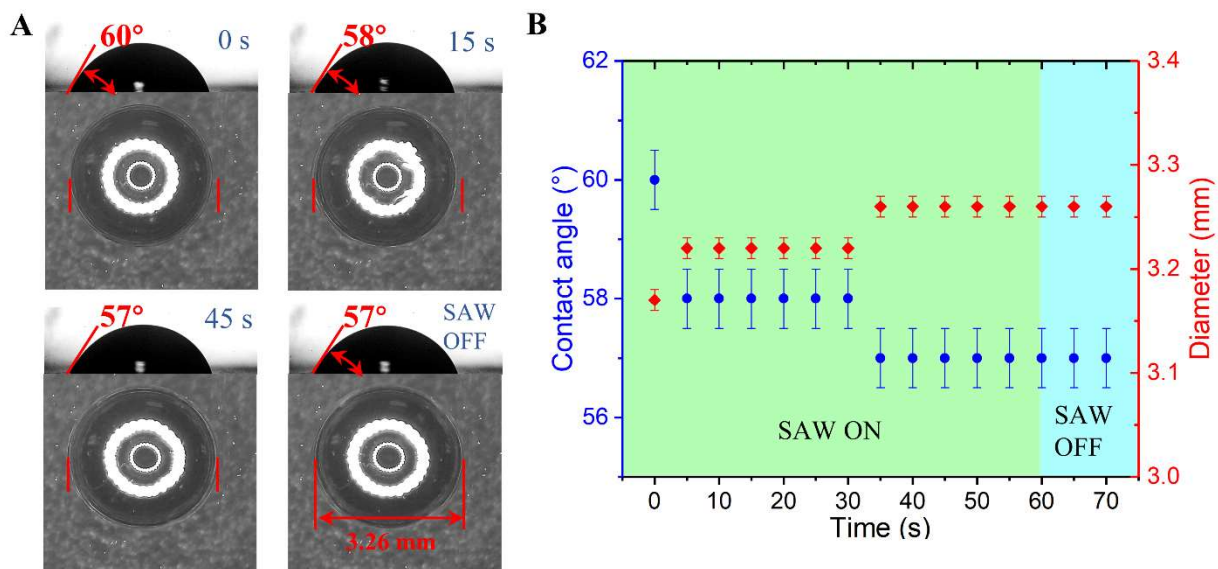 A
60°
0 s
58°
15 s
57°
45 s
57°
SAW
OFF
3.26 mm
B
62
60
58
56
Contact angle (°)
3.4
3.3
3.2
3.1
3.0
Diameter (mm)
SAW ON
SAW
OFF
0 10 20 30 40 50 60 70
Time (s)